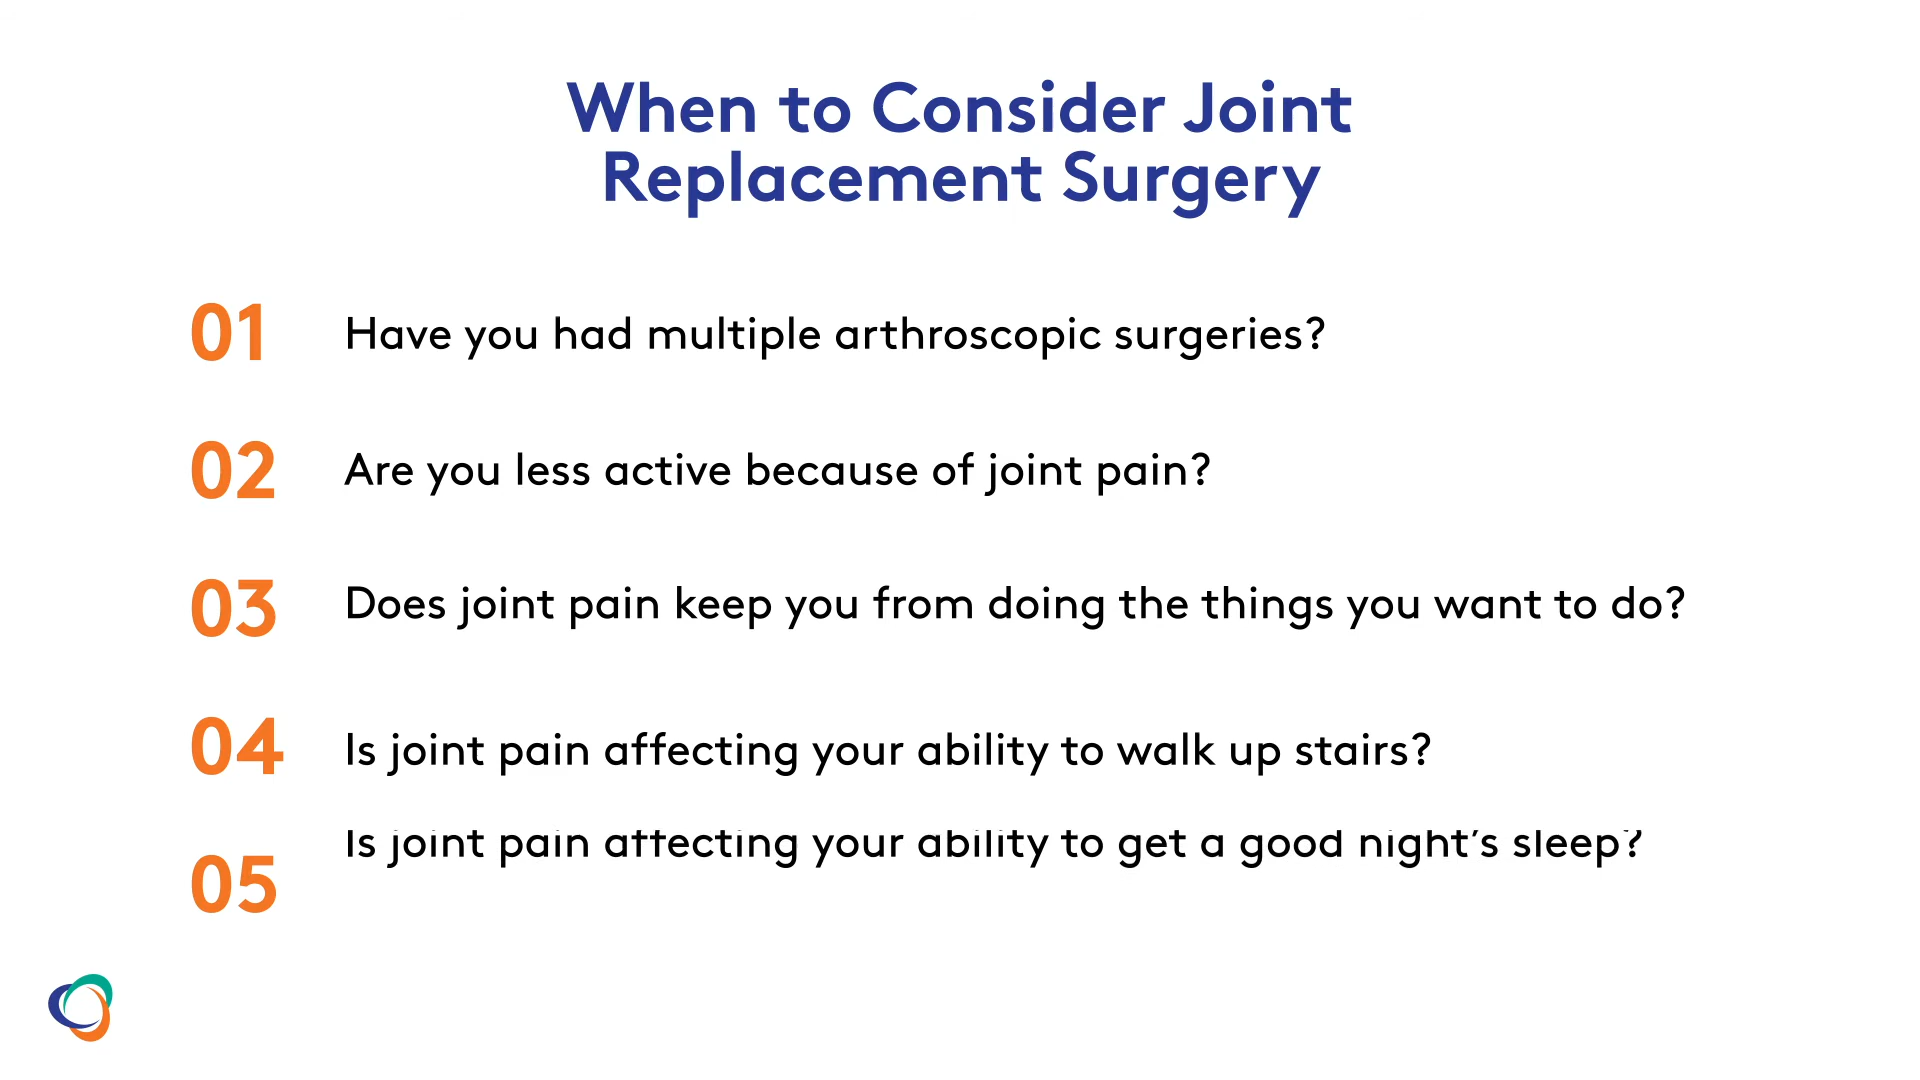 When to Consider Joint
Replacement Surgery
01 Have you had multiple arthroscopic surgeries?
02 Are you less active because of joint pain?
03 Does joint pain keep you from doing the things you want to do?
04 Is joint pain affecting your ability to walk up stairs?
05 Is joint pain affecting your ability to get a good night’s sleep?